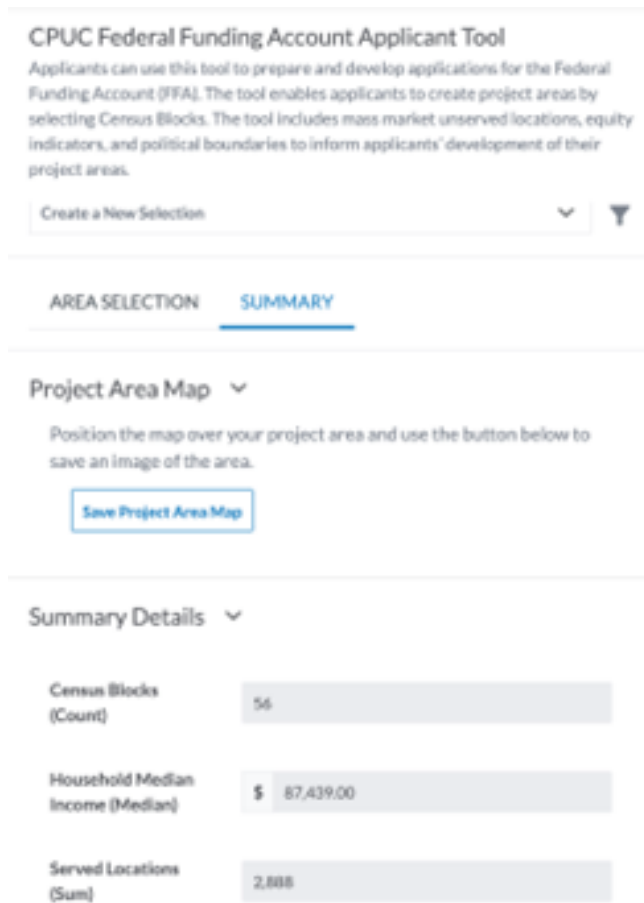 CPUC Federal Funding Account Applicant Tool
Applicants can use this tool to prepare and develop applications for the Federal
Funding Account (FFA). The tool enables applicants to create project areas by
selecting Census Blocks. The tool includes mass market unserved locations, equity
indicators, and political boundaries to inform applicants' development of their
project areas.
Create a New Selection
AREA SELECTION SUMMARY
Project Area Map
Position the map over your project area and use the button below to
save an image of the area.
Save Project Area Map
Summary Details
Census Blocks
(Count)
56
Household Median
Income (Median)
$ 87,439.00
Served Locations
(Sum)
2,888